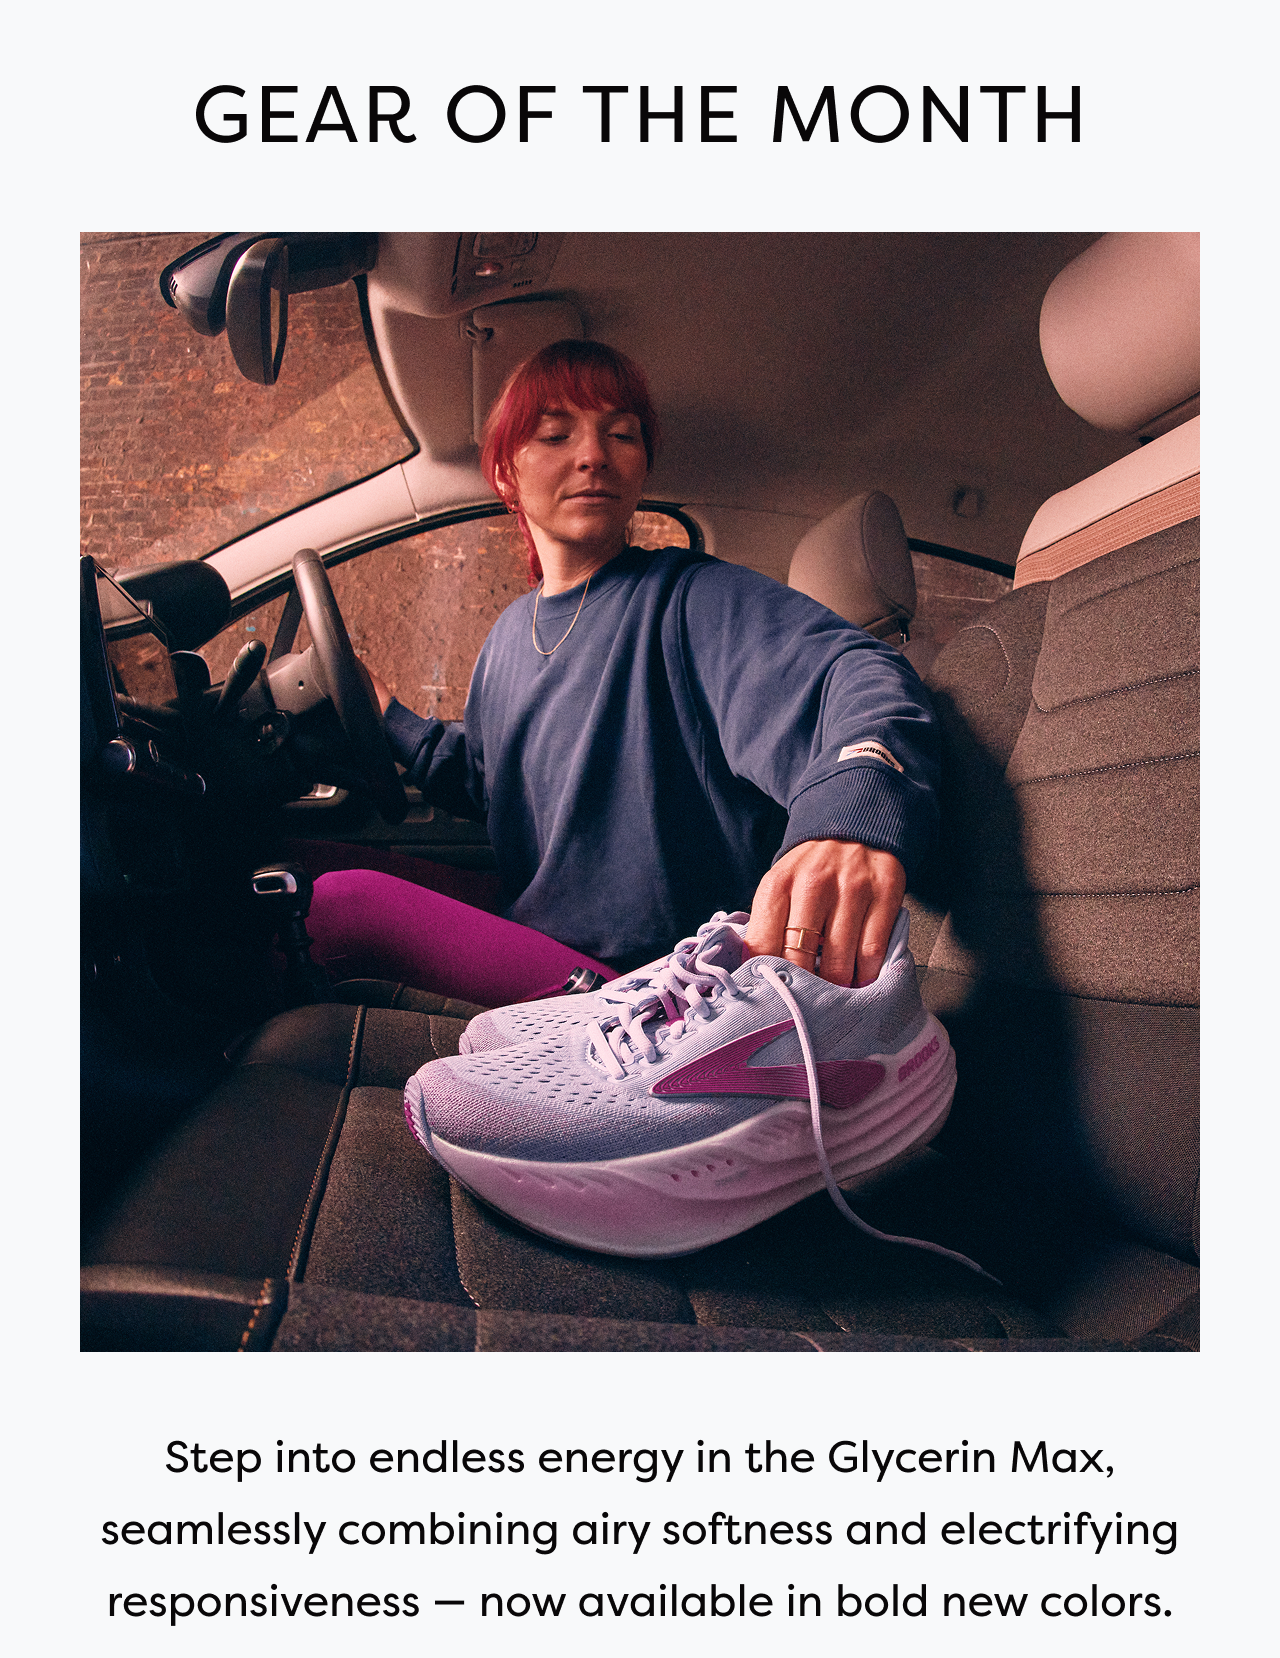 GEAR OF THE MONTH
BROOKS
BROOKS
Step into endless energy in the Glycerin Max,
seamlessly combining airy softness and electrifying
responsiveness — now available in bold new colors.